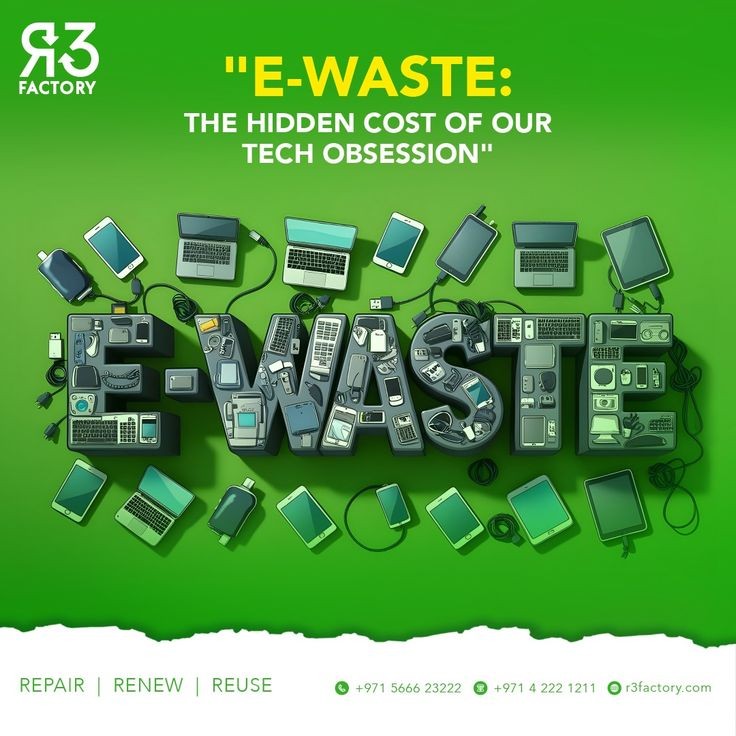 R3
FACTORY
"E-WASTE:
THE HIDDEN COST OF OUR
TECH OBSESSION"
E-WASTE
REPAIR | RENEW | REUSE
+971 5666 23222
+971 4 222 1211
r3factory.com